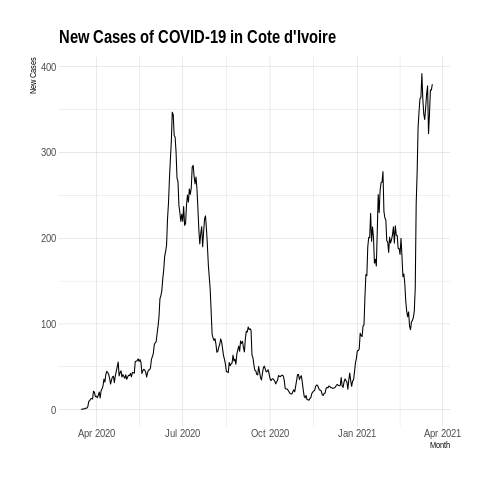 New Cases of COVID-19 in Cote d'Ivoire
New Cases
400
300
200
100
0
Apr 2020 Jul 2020 Oct 2020 Jan 2021 Apr 2021
Month